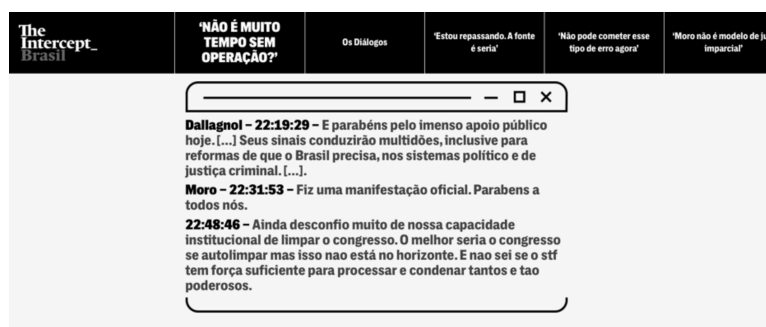 The
Intercept_
Brasil
'NÃO É MUITO
TEMPO SEM
OPERAÇÃO?'
Os Diálogos
'Estou repassando. A fonte
é seria'
'Não pode cometer esse
tipo de erro agora'
'Moro não é modelo de
imparcial'
Dallagnol – 22:19:29 – E parabéns pelo imenso apoio público
hoje. [...] Seus sinais conduzirão multidões, inclusive para
reformas de que o Brasil precisa, nos sistemas político e de
justiça criminal. [...].
Moro – 22:31:53 – Fiz uma manifestação oficial. Parabens a
todos nós.
22:48:46 – Ainda desconfio muito de nossa capacidade
institucional de limpar o congresso. O melhor seria o congresso
se autolimpar mas isso nao está no horizonte. E nao sei se o stf
tem força suficiente para processar e condenar tantos e tao
poderosos.